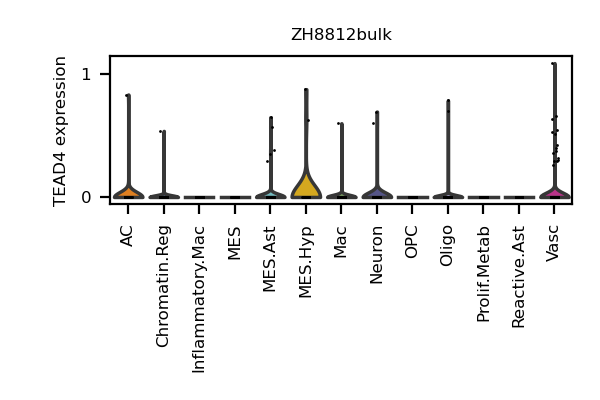 ZH8812bulk
TEAD4 expression
1
0
AC
Chromatin.Reg
Inflammatory.Mac
MES
MES.Ast
MES.Hyp
Mac
Neuron
OPC
Oligo
Prolif.Metab
Reactive.Ast
Vasc